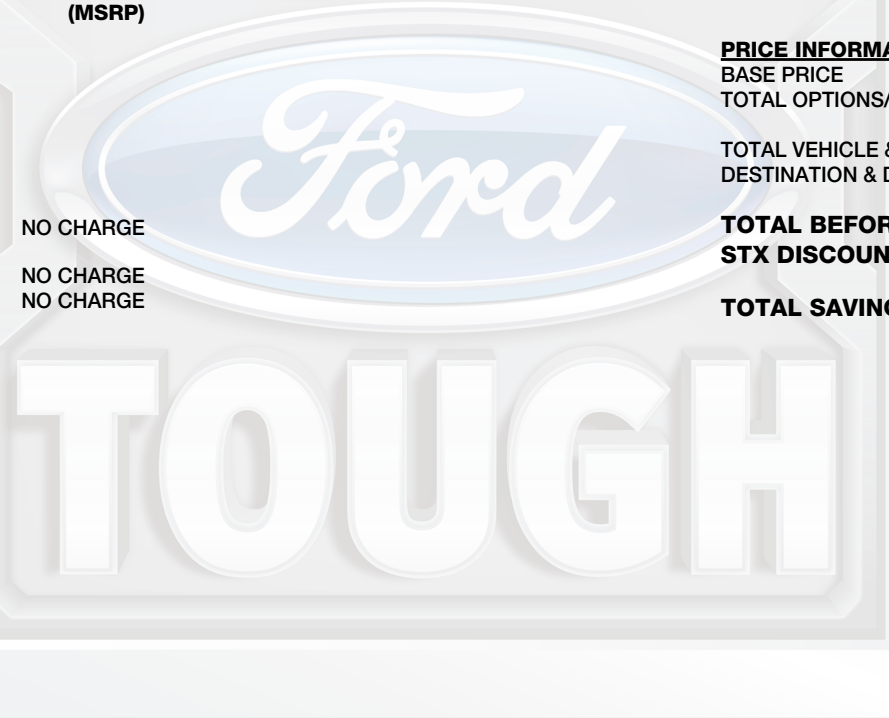 (MSRP)
NO CHARGE
NO CHARGE
NO CHARGE
PRICE INFORMA
BASE PRICE
TOTAL OPTIONS/
TOTAL VEHICLE &
DESTINATION & D
TOTAL BEFOR
STX DISCOUN
TOTAL SAVING
Ford
TOUGH